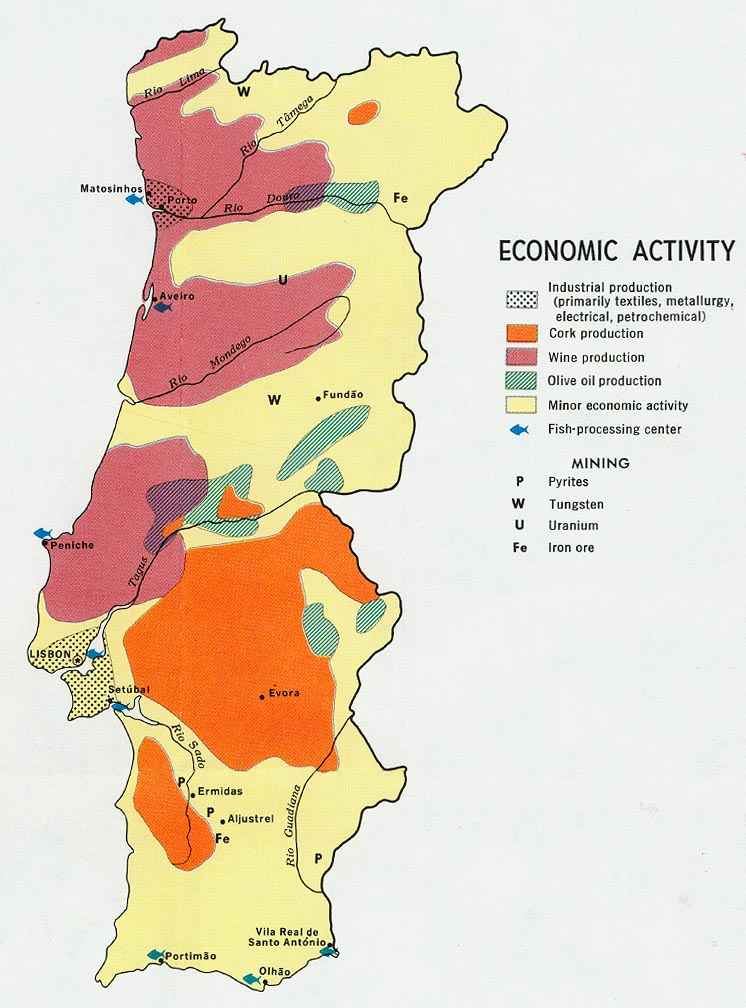 Rio Lima
W
Rio Tâmega
Matosinhos
Porto
Rio Douro
Fe
ECONOMIC ACTIVITY
U
Industrial production
(primarily textiles, metallurgy,
electrical, petrochemical)
Aveiro
Cork production
Rio Mondego
Wine production
Olive oil production
W
Fundão
Minor economic activity
Fish-processing center
MINING
P Pyrites
W Tungsten
U Uranium
Fe Iron ore
Peniche
Tagus
LISBON
Setúbal
Évora
Rio Sado
P
Ermidas
P
Aljustrel
Fe
Rio Guadiana
P
Vila Real de
Santo António
Portimão
Olhão